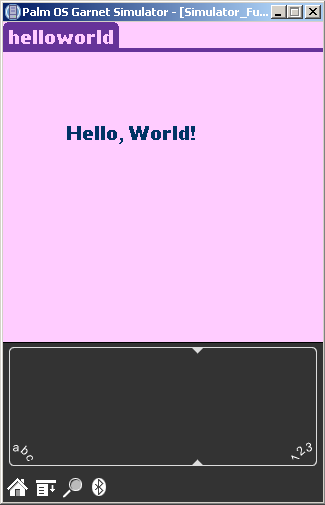 Palm OS Garnet Simulator - [Simulator_Fu...
helloworld
Hello, World!
abc
123